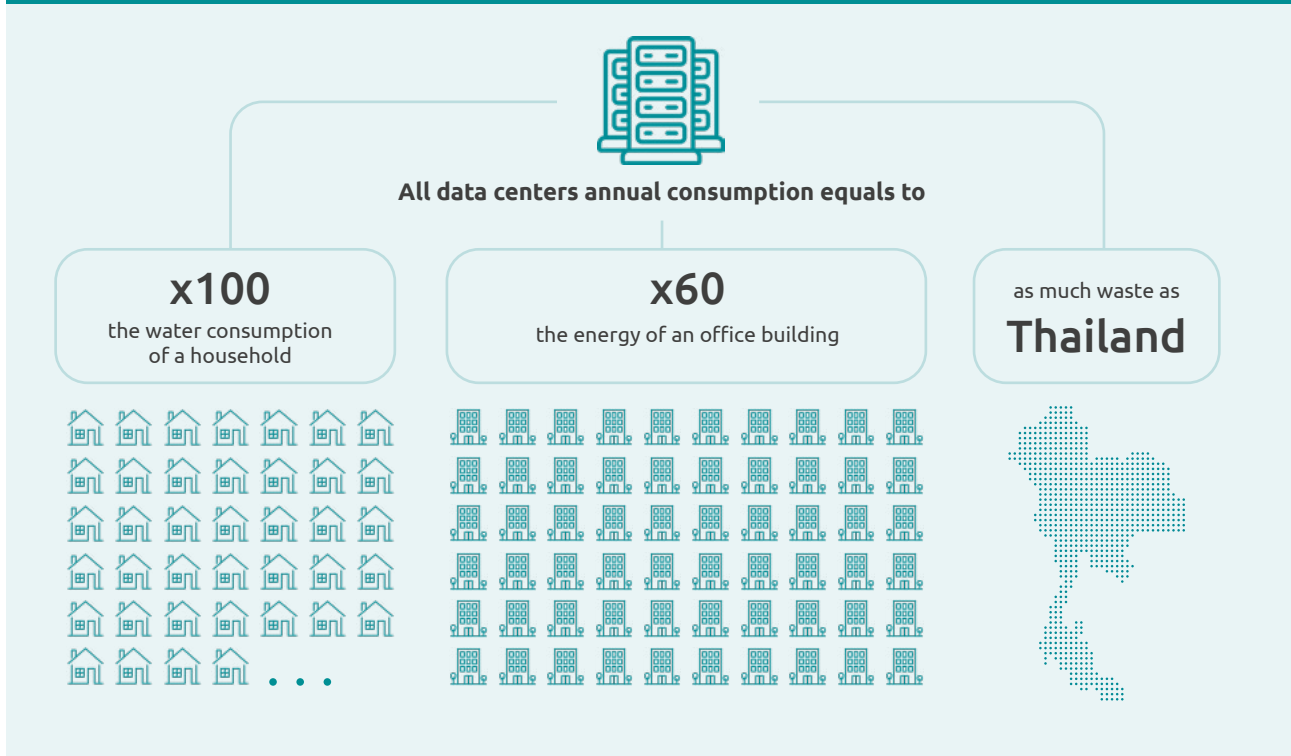 All data centers annual consumption equals to
x100
the water consumption
of a household
x60
the energy of an office building
as much waste as
Thailand